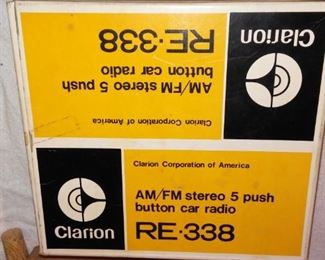 Clarion
RE·338
AM/FM stereo 5 push
button car radio
Clarion Corporation of America
Clarion Corporation of America
AM/FM stereo 5 push
button car radio
RE·338
Clarion